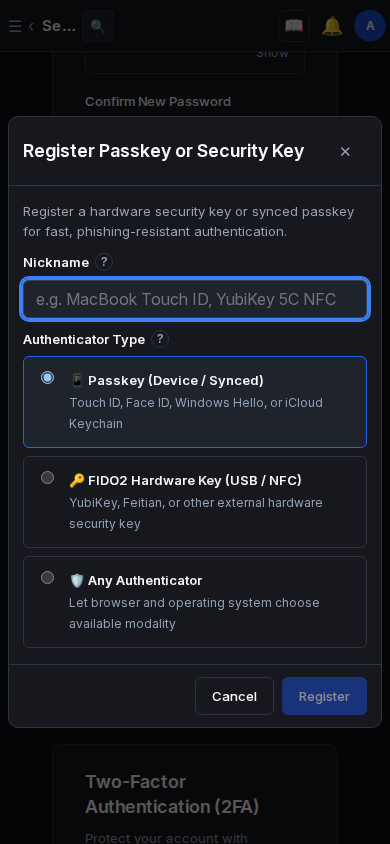 Se...
A
Show
Confirm New Password
Register Passkey or Security Key
Register a hardware security key or synced passkey
for fast, phishing-resistant authentication.
Nickname ?
e.g. MacBook Touch ID, YubiKey 5C NFC
Authenticator Type ?
Passkey (Device / Synced)
Touch ID, Face ID, Windows Hello, or iCloud
Keychain
FIDO2 Hardware Key (USB / NFC)
YubiKey, Feitian, or other external hardware
security key
Any Authenticator
Let browser and operating system choose
available modality
Cancel
Register
Two-Factor
Authentication (2FA)
Protect your account with